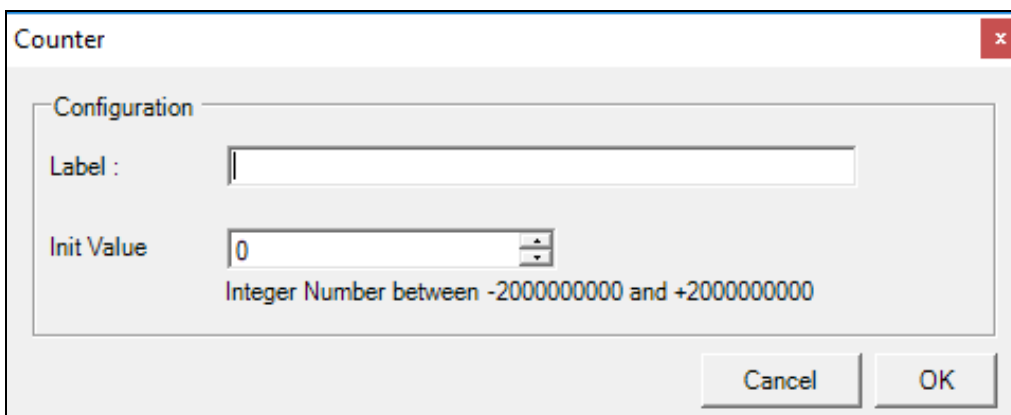 Counter
x
Configuration
Label :
Init Value
0
Integer Number between -2000000000 and +2000000000
Cancel
OK